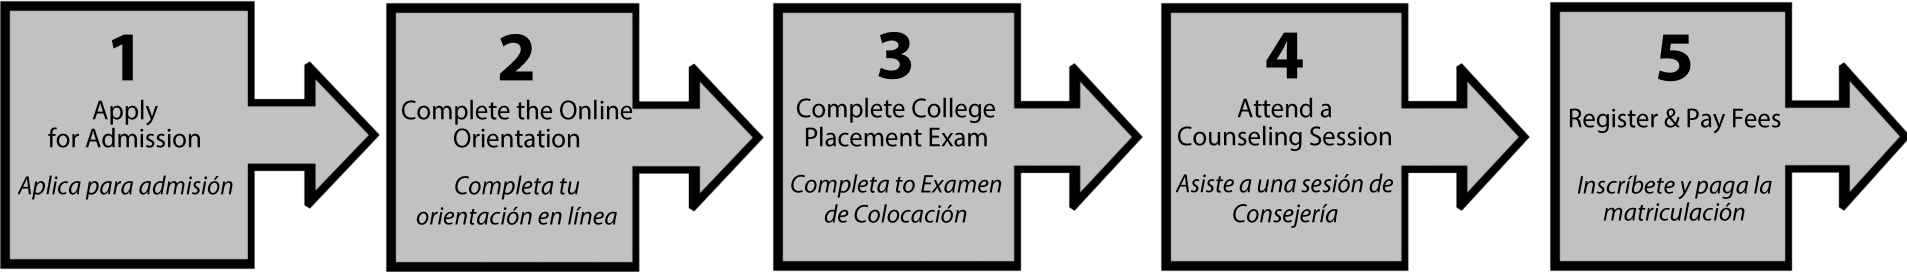 1
Apply
for Admission
Aplica para admisión
2
Complete the Online
Orientation
Completa tu
orientación en línea
3
Complete College
Placement Exam
Completa to Examen
de Colocación
4
Attend a
Counseling Session
Asiste a una sesión de
Consejería
5
Register & Pay Fees
Inscríbete y paga la
matriculación